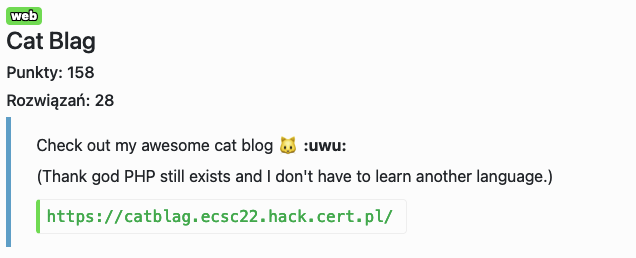 web
Cat Blag
Punkty: 158
Rozwiązań: 28
Check out my awesome cat blog 🐱 :uwu:
(Thank god PHP still exists and I don't have to learn another language.)
https://catblag.ecsc22.hack.cert.pl/